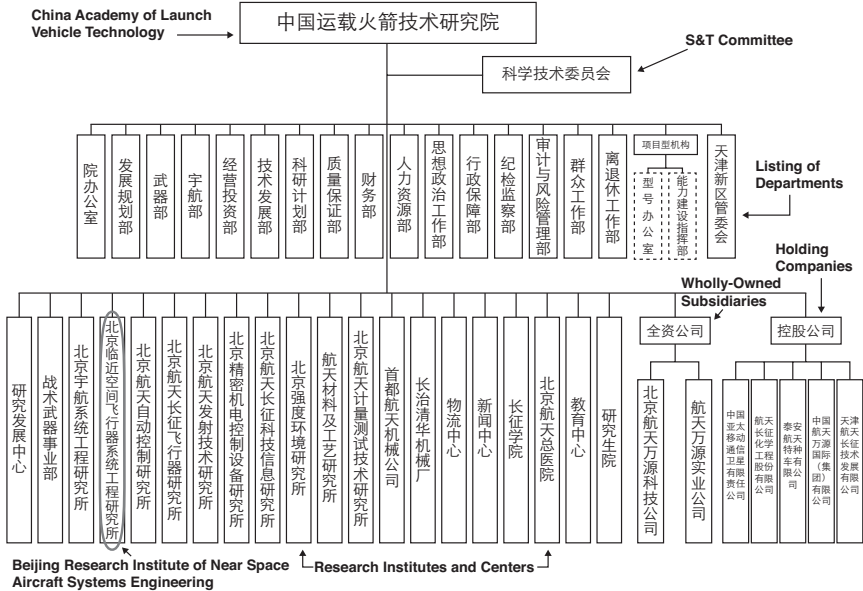 China Academy of Launch
Vehicle Technology
中国运载火箭技术研究院
S&T Committee
科学技术委员会
院办公室
发展规划部
武器部
宇航部
经营投资部
技术发展部
科研计划部
质量保证部
财务部
人力资源部
思想政治工作部
行政保障部
纪检监察部
审计与风险管理部
群众工作部
离退休工作部
项目型机构
型号办公室
能力建设指挥部
天津新区管委会
Listing of
Departments
Holding
Companies
Wholly-Owned
Subsidiaries
研究发展中心
战术武器事业部
北京宇航系统工程研究所
北京临近空间飞行器系统工程研究所
北京航天自动控制研究所
北京航天长征飞行器研究所
北京航天发射技术研究所
北京精密机电控制设备研究所
北京航天长征科技信息研究所
北京强度环境研究所
航天材料及工艺研究所
北京航天计量测试技术研究所
首都航天机械公司
长治清华机械厂
物流中心
新闻中心
长征学院
北京航天总医院
教育中心
研究生院
全资公司
控股公司
北京航天万源科技公司
航天万源实业公司
中国
亚太
移动
通信
卫星
有限
责任
公司
航天
长征
化学
工程
股份
有限
公司
泰安
航天
特种
车有
限公
司
中国
航天
万源
国际
（集
团）
有限
公司
天津
航天
长征
技术
发展
有限
公司
Beijing Research Institute of Near Space
Aircraft Systems Engineering
Research Institutes and Centers